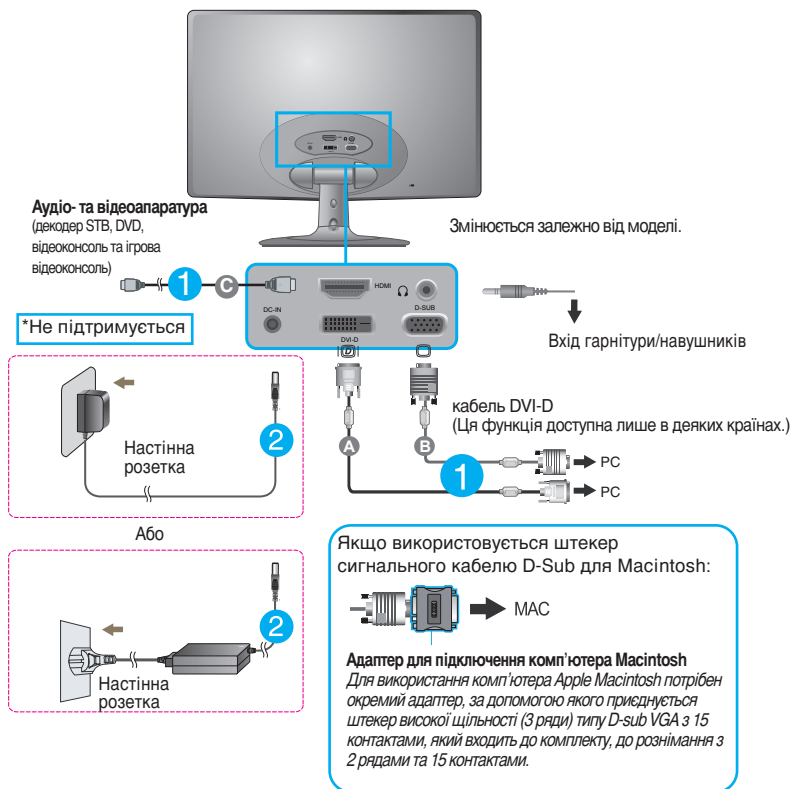 Аудіо- та відеоапаратура
(декодер STB, DVD,
відеоконсоль та ігрова
відеоконсоль)
Змінюється залежно від моделі.
1
C
HDMI
DC-IN
D-SUB
DVI-D
D
*Не підтримується
Вхід гарнітури/навушників
Настінна
розетка
2
кабель DVI-D
(Ця функція доступна лише в деяких країнах.)
A
B
1
PC
PC
Або
Настінна
розетка
2
Якщо використовується штекер
сигнального кабелю D-Sub для Macintosh:
MAC
Адаптер для підключення комп'ютера Macintosh
Для використання комп'ютера Apple Macintosh потрібен
окремий адаптер, за допомогою якого приєднується
штекер високої щільності (3 ряди) типу D-sub VGA з 15
контактами, який входить до комплекту, до рознімання з
2 рядами та 15 контактами.